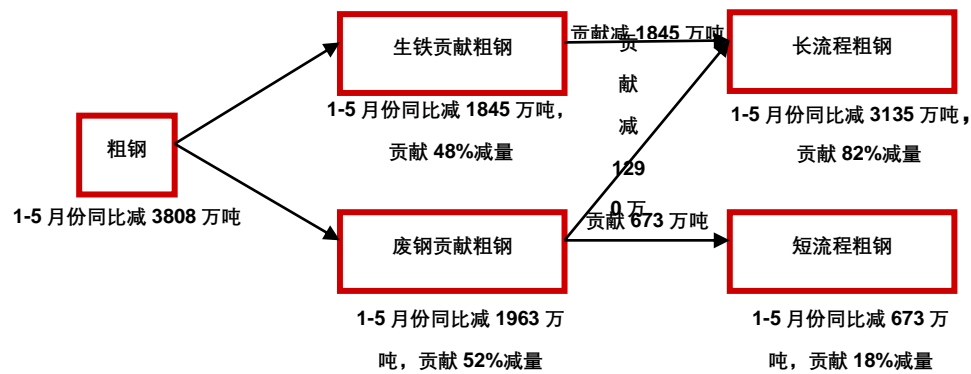 粗钢
1-5 月份同比减 3808 万吨
生铁贡献粗钢
1-5 月份同比减 1845 万吨，
贡献 48%减量
废钢贡献粗钢
1-5 月份同比减 1963 万
吨，贡献 52%减量
贡献减 1845 万吨
贡
献
减
129
0 万
贡献 673 万吨
长流程粗钢
1-5 月份同比减 3135 万吨，
贡献 82%减量
短流程粗钢
1-5 月份同比减 673 万
吨，贡献 18%减量